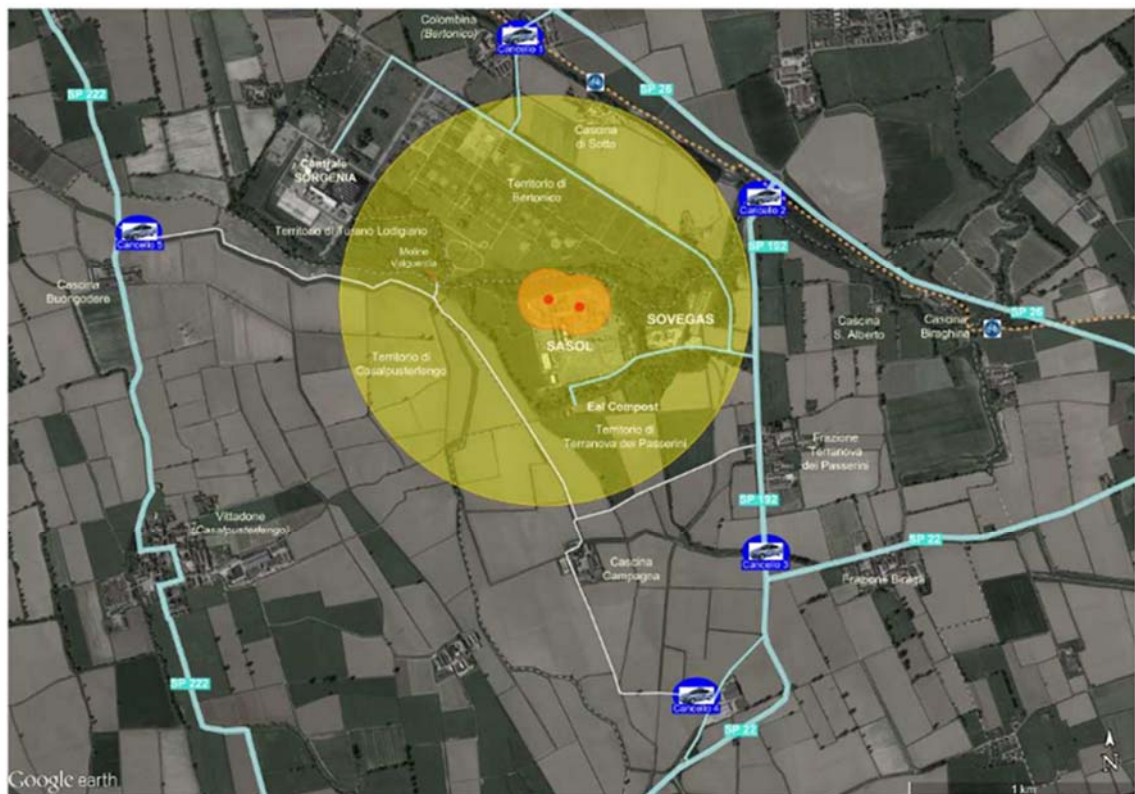 Colombina
(Bertonico)
Cancello 1
SP 222
SP 26
Cascina
di Sotto
Centrale
SORGENIA
Territorio di
Bertonico
Cancello 2
Territorio di Turano Lodigiano
Cancello 5
SP 192
Molino
Valguercia
Cascina
Buongodere
SOVEGAS
SASOL
Cascina
S. Alberto
Cascina
Biraghina
SP 26
Territorio di
Casalpusterlengo
Eal Compost
Territorio di
Terranova dei Passerini
Frazione
Terranova
dei Passerini
SP 192
Vittadone
(Casalpusterlengo)
SP 22
Cancello 3
Cascina
Campagna
SP 222
Cancello 4
SP 22
N
Google earth
1 km